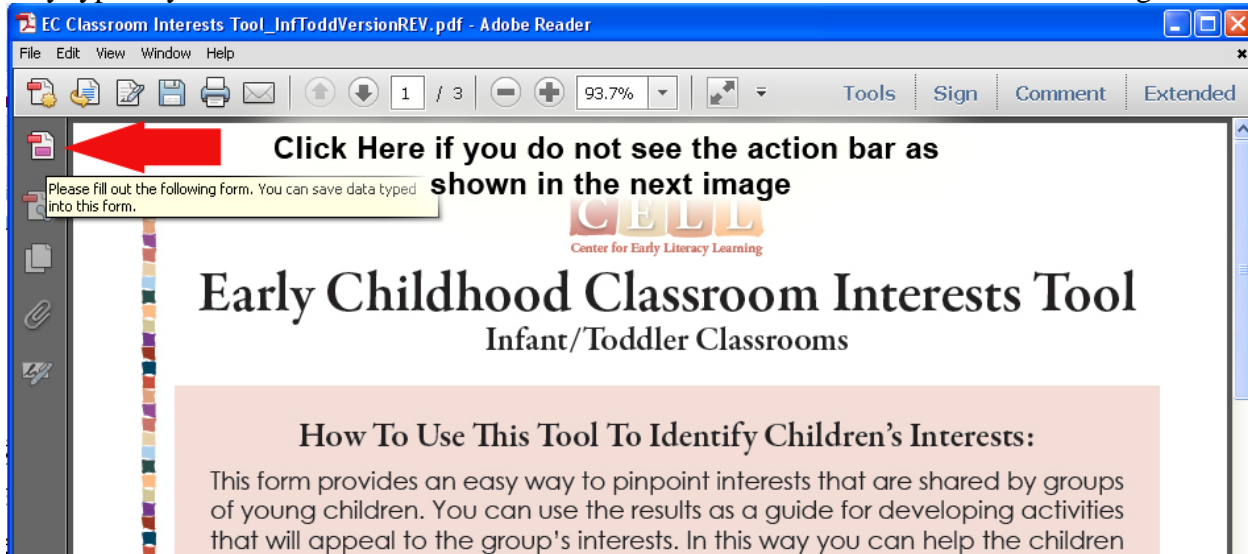 EC Classroom Interests Tool_InfToddVersionREV.pdf - Adobe Reader
File Edit View Window Help
1 / 3 93.7% Tools Sign Comment Extended
Click Here if you do not see the action bar as
shown in the next image
Please fill out the following form. You can save data typed
into this form.
CELL
Center for Early Literacy Learning
Early Childhood Classroom Interests Tool
Infant/Toddler Classrooms
How To Use This Tool To Identify Children's Interests:
This form provides an easy way to pinpoint interests that are shared by groups
of young children. You can use the results as a guide for developing activities
that will appeal to the group's interests. In this way you can help the children